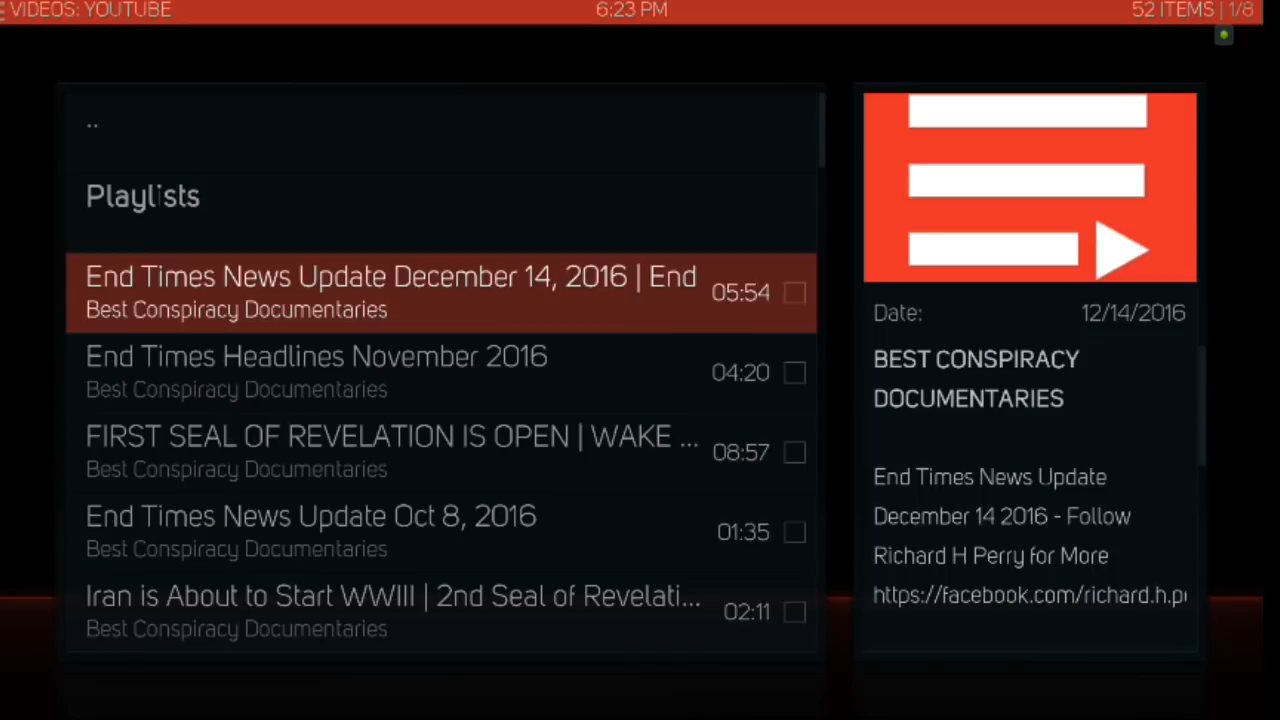 VIDEOS: YOUTUBE
6:23 PM
52 ITEMS | 1/8
..
Playlists
End Times News Update December 14, 2016 | End
Best Conspiracy Documentaries
05:54
End Times Headlines November 2016
Best Conspiracy Documentaries
04:20
FIRST SEAL OF REVELATION IS OPEN | WAKE ...
Best Conspiracy Documentaries
08:57
End Times News Update Oct 8, 2016
Best Conspiracy Documentaries
01:35
Iran is About to Start WWIII | 2nd Seal of Revelati...
Best Conspiracy Documentaries
02:11
Date: 12/14/2016
BEST CONSPIRACY
DOCUMENTARIES
End Times News Update
December 14 2016 - Follow
Richard H Perry for More
https://facebook.com/richard.h.p